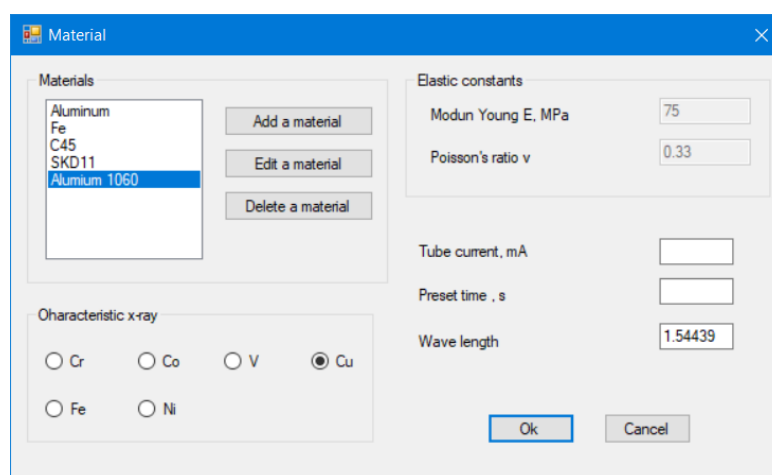 Material
Materials
Aluminum
Fe
C45
SKD11
Alumium 1060
Add a material
Edit a material
Delete a material
Elastic constants
Modun Young E, MPa
75
Poisson's ratio v
0.33
Tube current, mA
Preset time , s
Wave length
1.54439
Oharacteristic x-ray
Cr
Co
V
Cu
Fe
Ni
Ok
Cancel